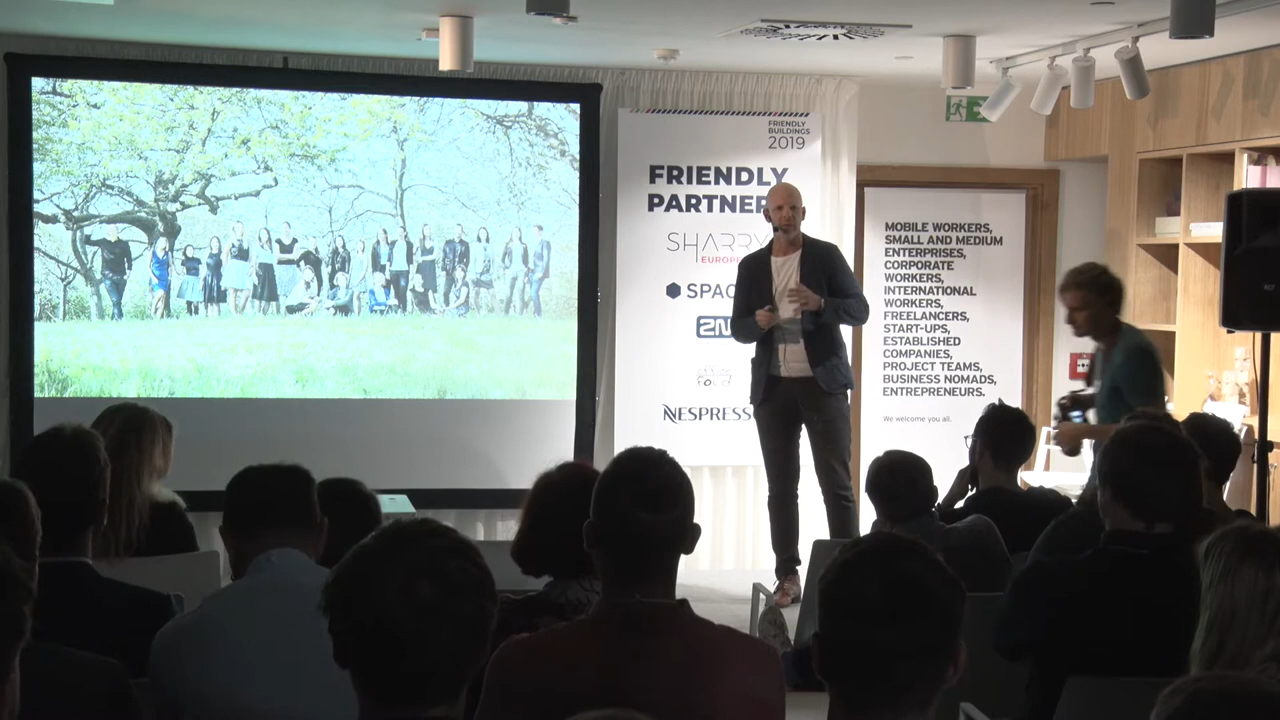 FRIENDLY
BUILDINGS
2019
FRIENDLY
PARTNE
SHARRY
EUROPE
SPAC
2N
NESPRESS
MOBILE WORKERS,
SMALL AND MEDIUM
ENTERPRISES,
CORPORATE
WORKERS,
INTERNATIONAL
WORKERS,
FREELANCERS,
START-UPS,
ESTABLISHED
COMPANIES,
PROJECT TEAMS,
BUSINESS NOMADS,
ENTREPRENEURS.
We welcome you all.